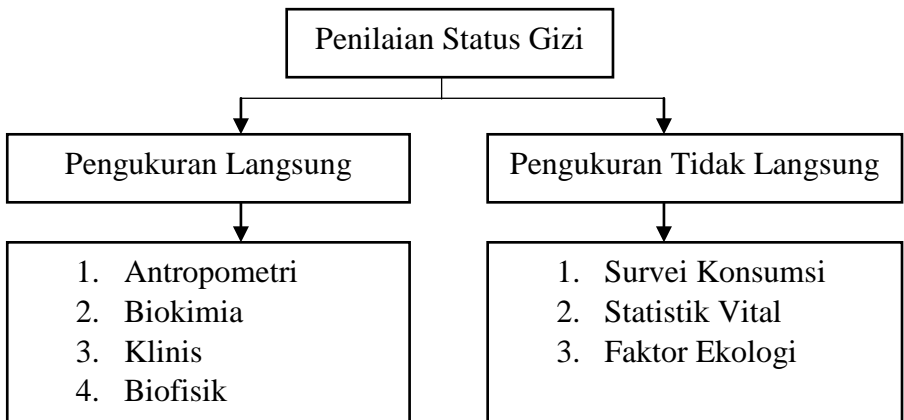 Penilaian Status Gizi
Pengukuran Langsung
Pengukuran Tidak Langsung
1. Antropometri
2. Biokimia
3. Klinis
4. Biofisik
1. Survei Konsumsi
2. Statistik Vital
3. Faktor Ekologi